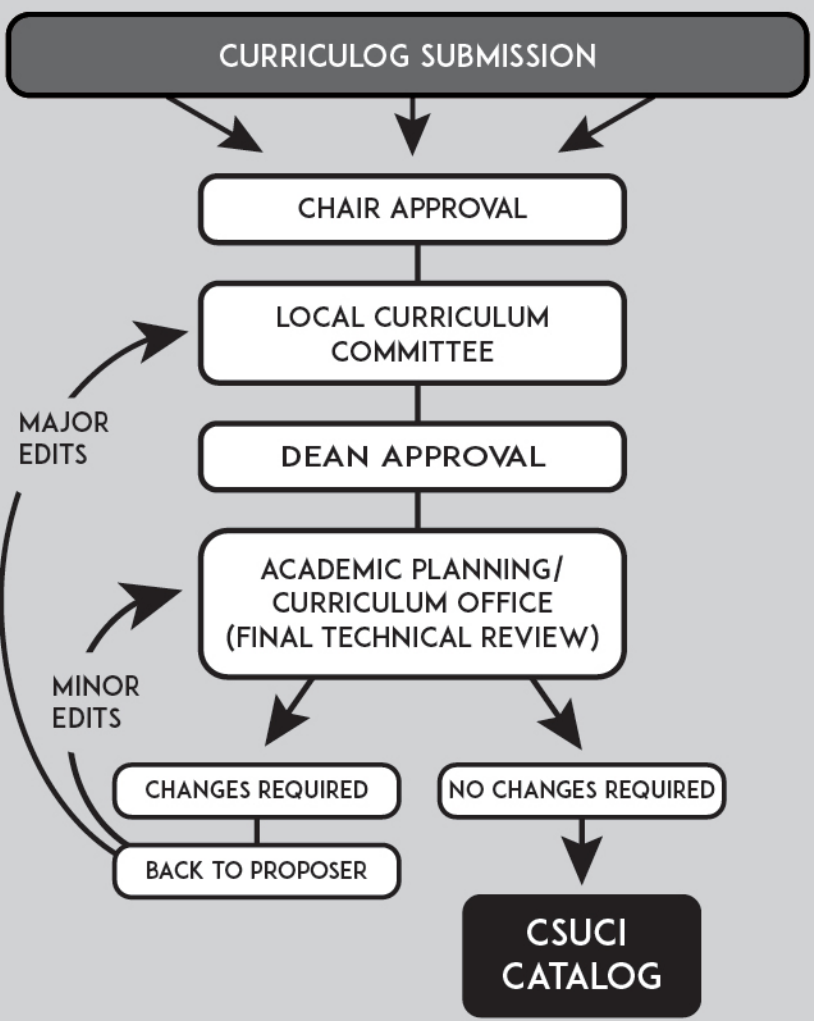 CURRICULOG SUBMISSION
CHAIR APPROVAL
LOCAL CURRICULUM
COMMITTEE
MAJOR
EDITS
DEAN APPROVAL
ACADEMIC PLANNING/
CURRICULUM OFFICE
(FINAL TECHNICAL REVIEW)
MINOR
EDITS
CHANGES REQUIRED
NO CHANGES REQUIRED
BACK TO PROPOSER
CSUCI
CATALOG